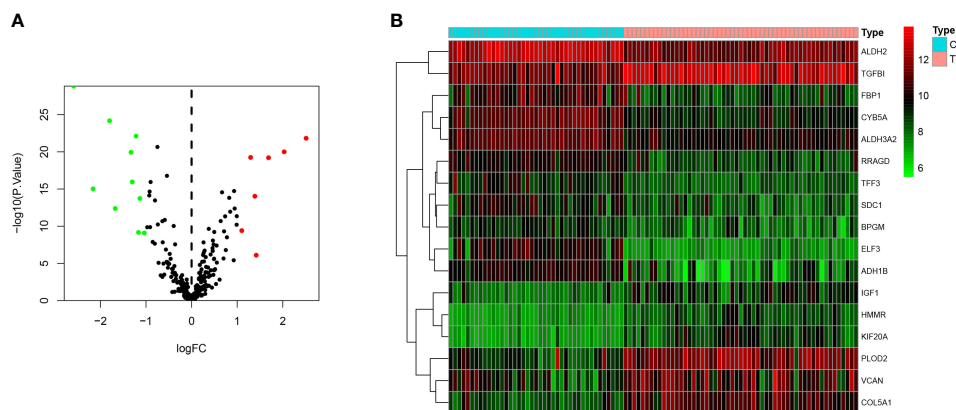 A
−log10(P.Value)
25
20
15
10
5
0
−2
−1
0
1
2
logFC
B
Type
ALDH2
TGFBI
FBP1
CYB5A
ALDH3A2
RRAGD
TFF3
SDC1
BPGM
ELF3
ADH1B
IGF1
HMMR
KIF20A
PLOD2
VCAN
COL5A1
12
10
8
6
Type
C
T